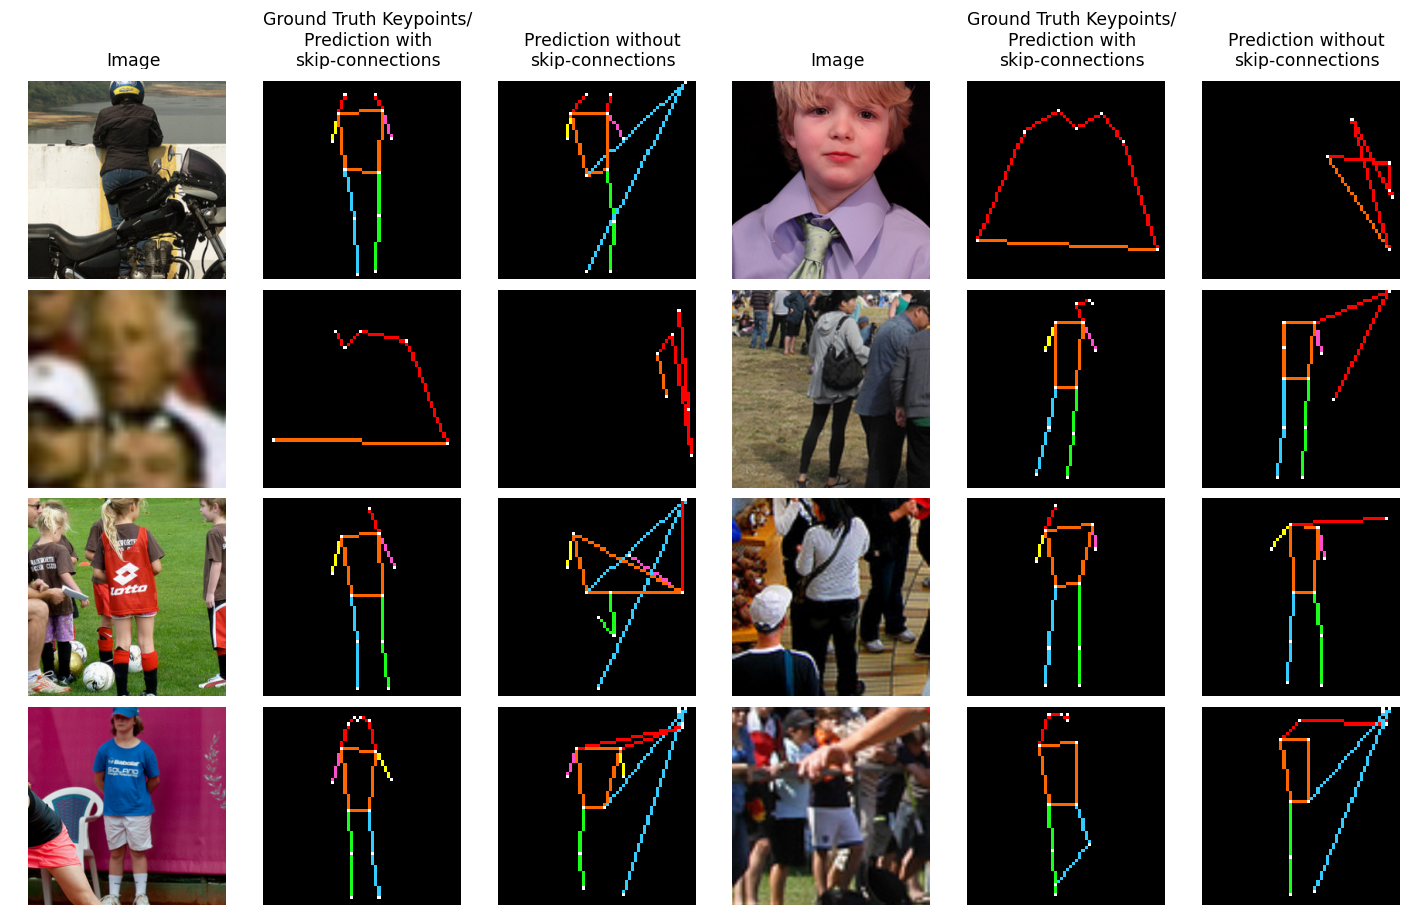 Image
Ground Truth Keypoints/
Prediction with
skip-connections
Prediction without
skip-connections
Image
Ground Truth Keypoints/
Prediction with
skip-connections
Prediction without
skip-connections
lotto
Babolat
SOLAND